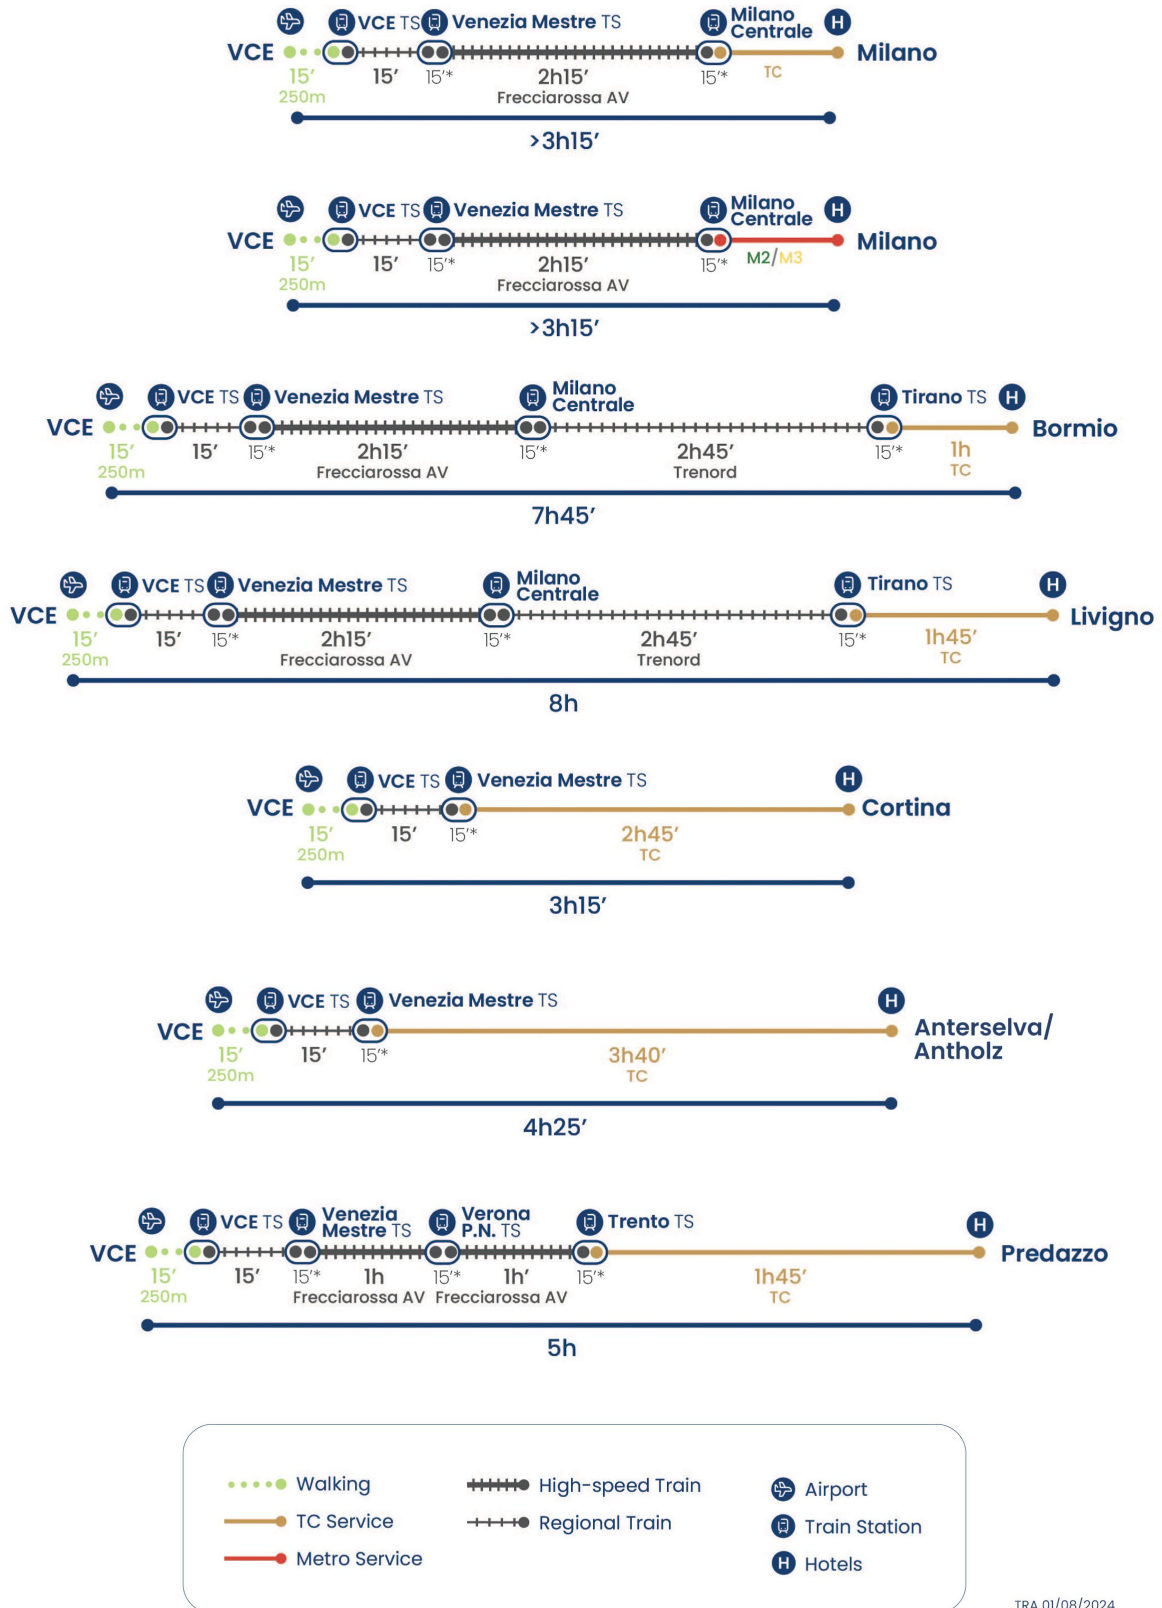 VCE TS Venezia Mestre TS Milano Centrale H
VCE Milano
15' 15' 15'* 2h15' 15'* TC
250m Frecciarossa AV
>3h15'
VCE TS Venezia Mestre TS Milano Centrale H
VCE Milano
15' 15' 15'* 2h15' 15'* M2/M3
250m Frecciarossa AV
>3h15'
VCE TS Venezia Mestre TS Milano Centrale Tirano TS H
VCE Bormio
15' 15' 15'* 2h15' 15'* 2h45' 15'* 1h
250m Frecciarossa AV Trenord TC
7h45'
VCE TS Venezia Mestre TS Milano Centrale Tirano TS H
VCE Livigno
15' 15' 15'* 2h15' 15'* 2h45' 15'* 1h45'
250m Frecciarossa AV Trenord TC
8h
VCE TS Venezia Mestre TS H
VCE Cortina
15' 15' 15'* 2h45'
250m TC
3h15'
VCE TS Venezia Mestre TS H
VCE Anterselva/
Antholz
15' 15' 15'* 3h40'
250m TC
4h25'
VCE TS Venezia Mestre TS Verona P.N. TS Trento TS H
VCE Predazzo
15' 15' 15'* 1h 15'* 1h' 15'* 1h45'
250m Frecciarossa AV Frecciarossa AV TC
5h
Walking High-speed Train Airport
TC Service Regional Train Train Station
Metro Service H Hotels
TRA 01/08/2024